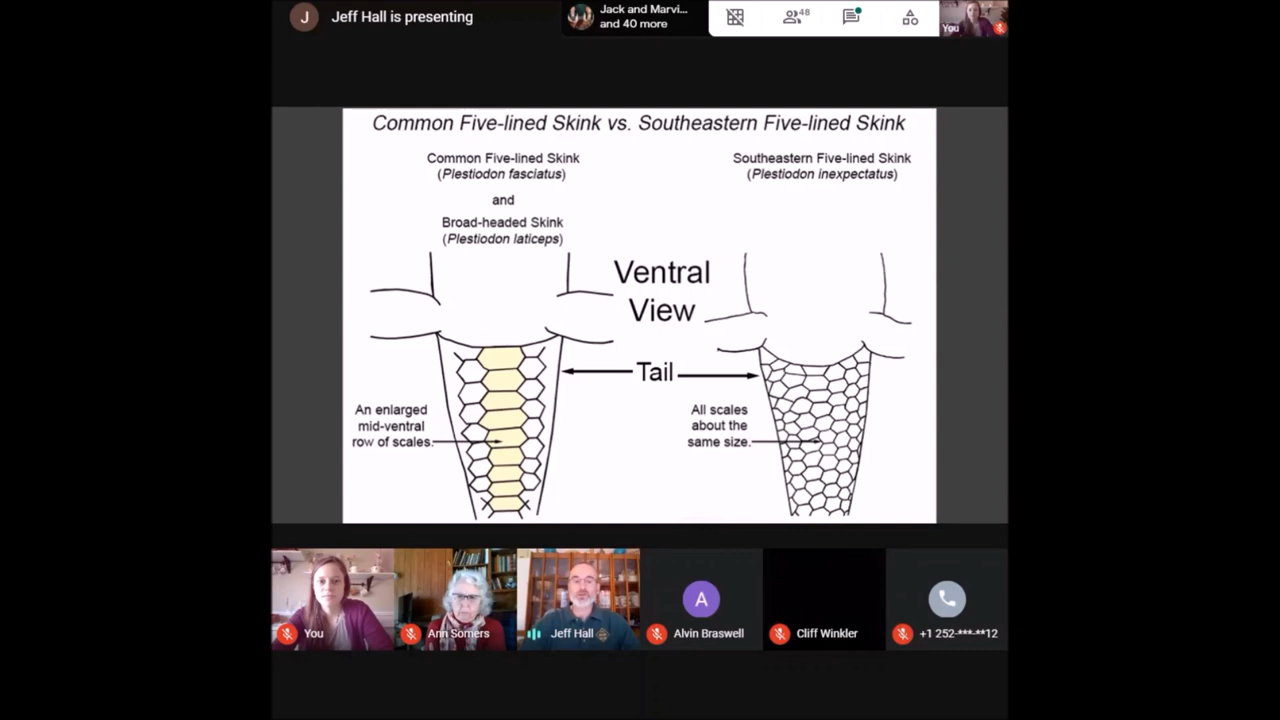 J
Jeff Hall is presenting
Jack and Marvi...
and 40 more
48
You
Common Five-lined Skink vs. Southeastern Five-lined Skink
Common Five-lined Skink
(Plestiodon fasciatus)
and
Broad-headed Skink
(Plestiodon laticeps)
Southeastern Five-lined Skink
(Plestiodon inexpectatus)
Ventral
View
Tail
An enlarged
mid-ventral
row of scales.
All scales
about the
same size.
You
Ann Somers
Jeff Hall
A
Alvin Braswell
Cliff Winkler
+1 252-***-**12